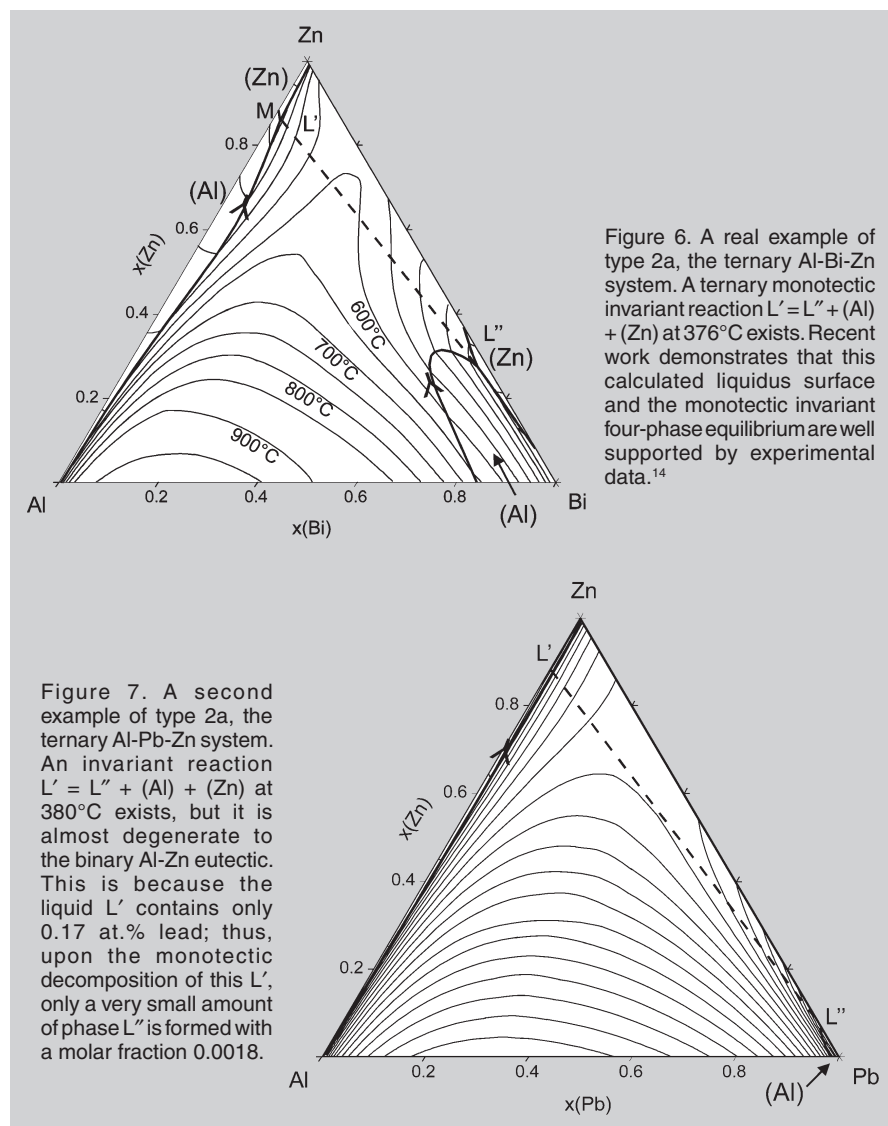 Zn
(Zn)
M
L'
0.8
(Al)
0.6
x(Zn)
0.4
600°C
L"
(Zn)
700°C
0.2
800°C
900°C
Al
0.2
0.4
0.6
0.8
Bi
(Al)
x(Bi)
Figure 6. A real example of
type 2a, the ternary Al-Bi-Zn
system. A ternary monotectic
invariant reaction L′ = L″ + (Al)
+ (Zn) at 376°C exists. Recent
work demonstrates that this
calculated liquidus surface
and the monotectic invariant
four-phase equilibrium are well
supported by experimental
data.¹⁴
Figure 7. A second
example of type 2a, the
ternary Al-Pb-Zn system.
An invariant reaction
L′ = L″ + (Al) + (Zn) at
380°C exists, but it is
almost degenerate to
the binary Al-Zn eutectic.
This is because the
liquid L′ contains only
0.17 at.% lead; thus,
upon the monotectic
decomposition of this L′,
only a very small amount
of phase L″ is formed with
a molar fraction 0.0018.
Zn
L'
0.8
0.6
x(Zn)
0.4
0.2
L"
Al
0.2
0.4
0.6
0.8
Pb
(Al)
x(Pb)